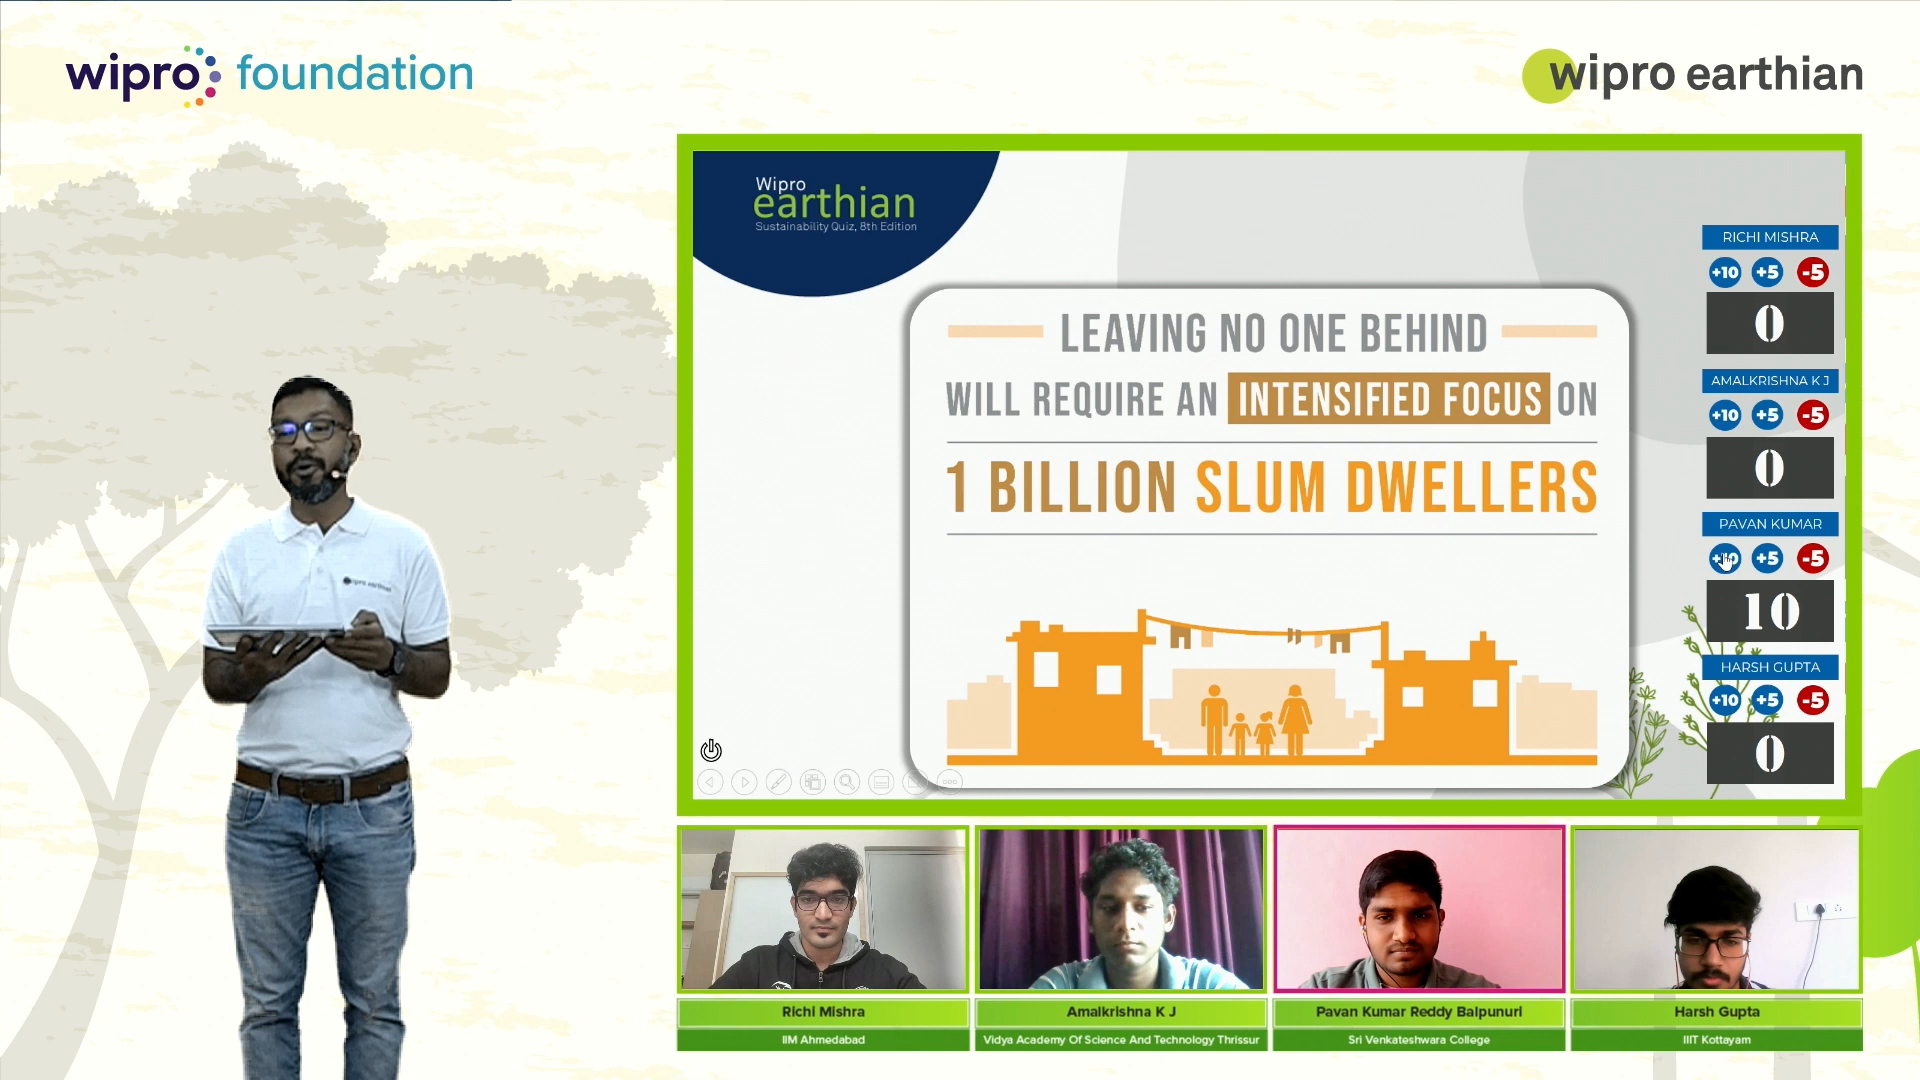 wipro foundation
wipro earthian
Wipro
earthian
Sustainability Quiz, 8th Edition
LEAVING NO ONE BEHIND
WILL REQUIRE AN INTENSIFIED FOCUS ON
1 BILLION SLUM DWELLERS
RICHI MISHRA
+10 +5 -5
0
AMALKRISHNA K J
+10 +5 -5
0
PAVAN KUMAR
+10 +5 -5
10
HARSH GUPTA
+10 +5 -5
0
wipro earthian
Richi Mishra
IIM Ahmedabad
Amalkrishna K J
Vidya Academy Of Science And Technology Thrissur
Pavan Kumar Reddy Balpunuri
Sri Venkateshwara College
Harsh Gupta
IIIT Kottayam